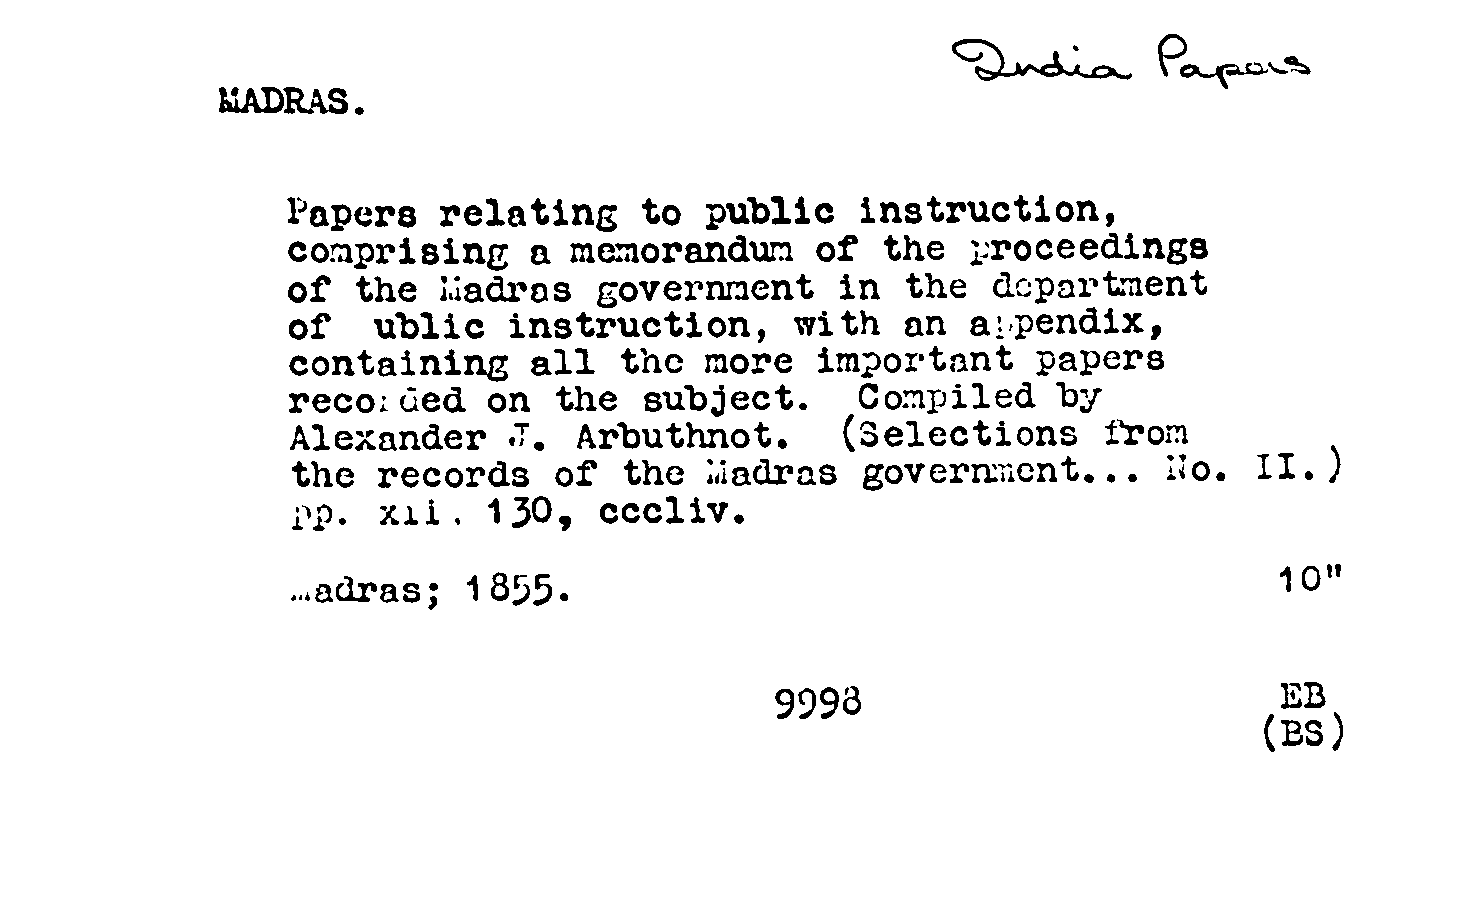 India Papers
MADRAS.
Papers relating to public instruction,
comprising a memorandum of the proceedings
of the Madras government in the department
of ublic instruction, with an appendix,
containing all the more important papers
recorded on the subject. Compiled by
Alexander J. Arbuthnot. (Selections from
the records of the Madras government... No. II.)
pp. xii. 130, cccliv.
Madras; 1855.
10"
9998
EB
(BS)